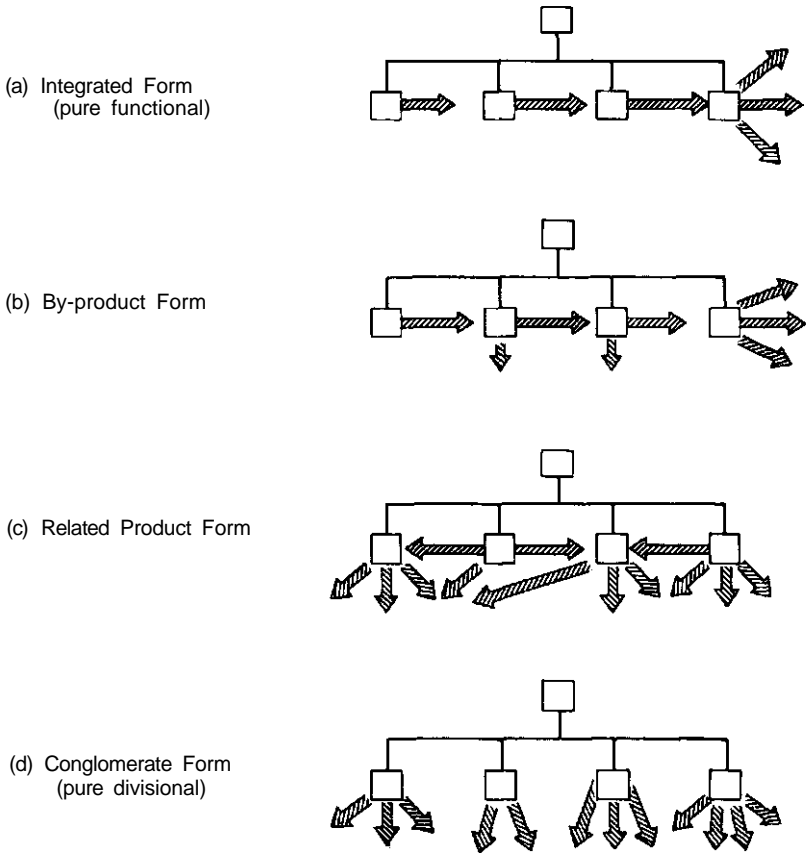 (a) Integrated Form
(pure functional)
(b) By-product Form
(c) Related Product Form
(d) Conglomerate Form
(pure divisional)